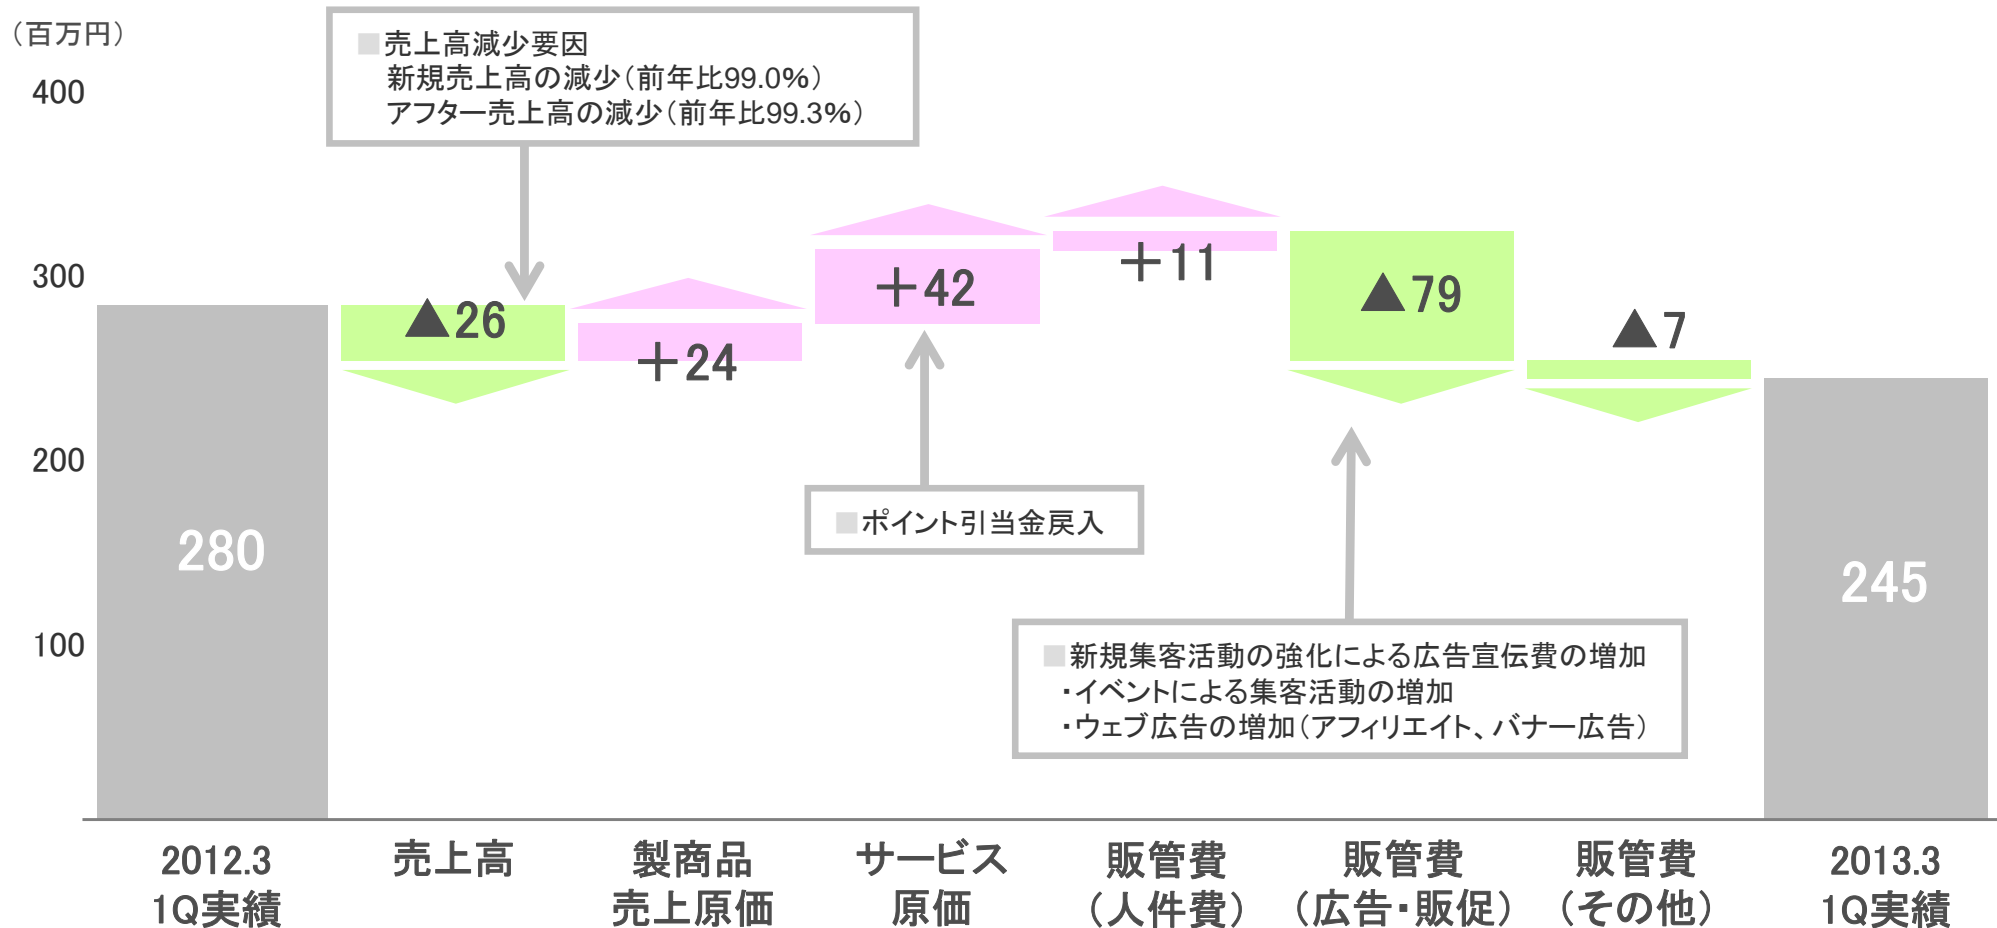 （百万円）
400
300
200
100
■売上高減少要因
新規売上高の減少（前年比99.0％）
アフター売上高の減少（前年比99.3％）
280
▲26
＋24
＋42
＋11
▲79
▲7
245
■ポイント引当金戻入
■新規集客活動の強化による広告宣伝費の増加
・イベントによる集客活動の増加
・ウェブ広告の増加（アフィリエイト、バナー広告）
2012.3
1Q実績
売上高
製商品
売上原価
サービス
原価
販管費
（人件費）
販管費
（広告・販促）
販管費
（その他）
2013.3
1Q実績